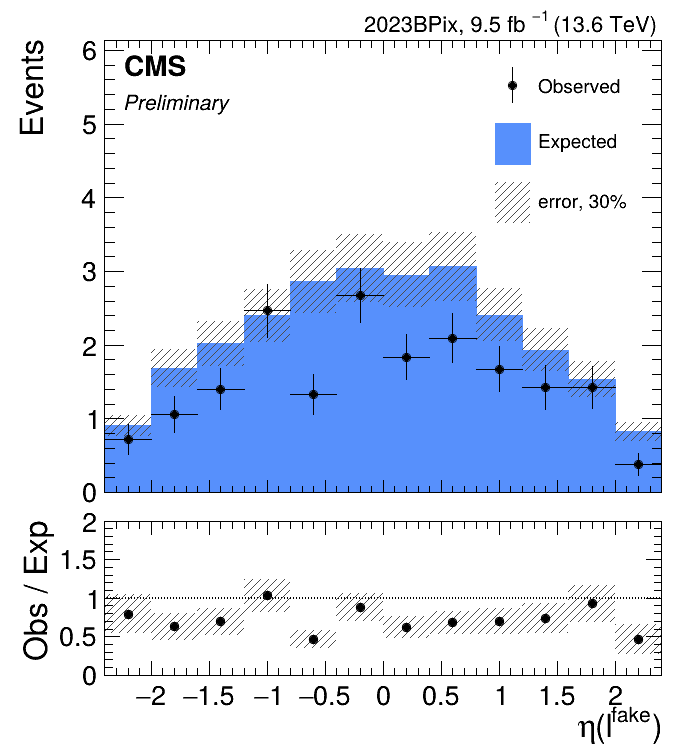 2023BPix, 9.5 fb⁻¹ (13.6 TeV)
Events
6
5
4
3
2
1
0
CMS
Preliminary
Observed
Expected
error, 30%
Obs / Exp
2
1.5
1
0.5
0
−2 −1.5 −1 −0.5 0 0.5 1 1.5 2
η(l^fake)